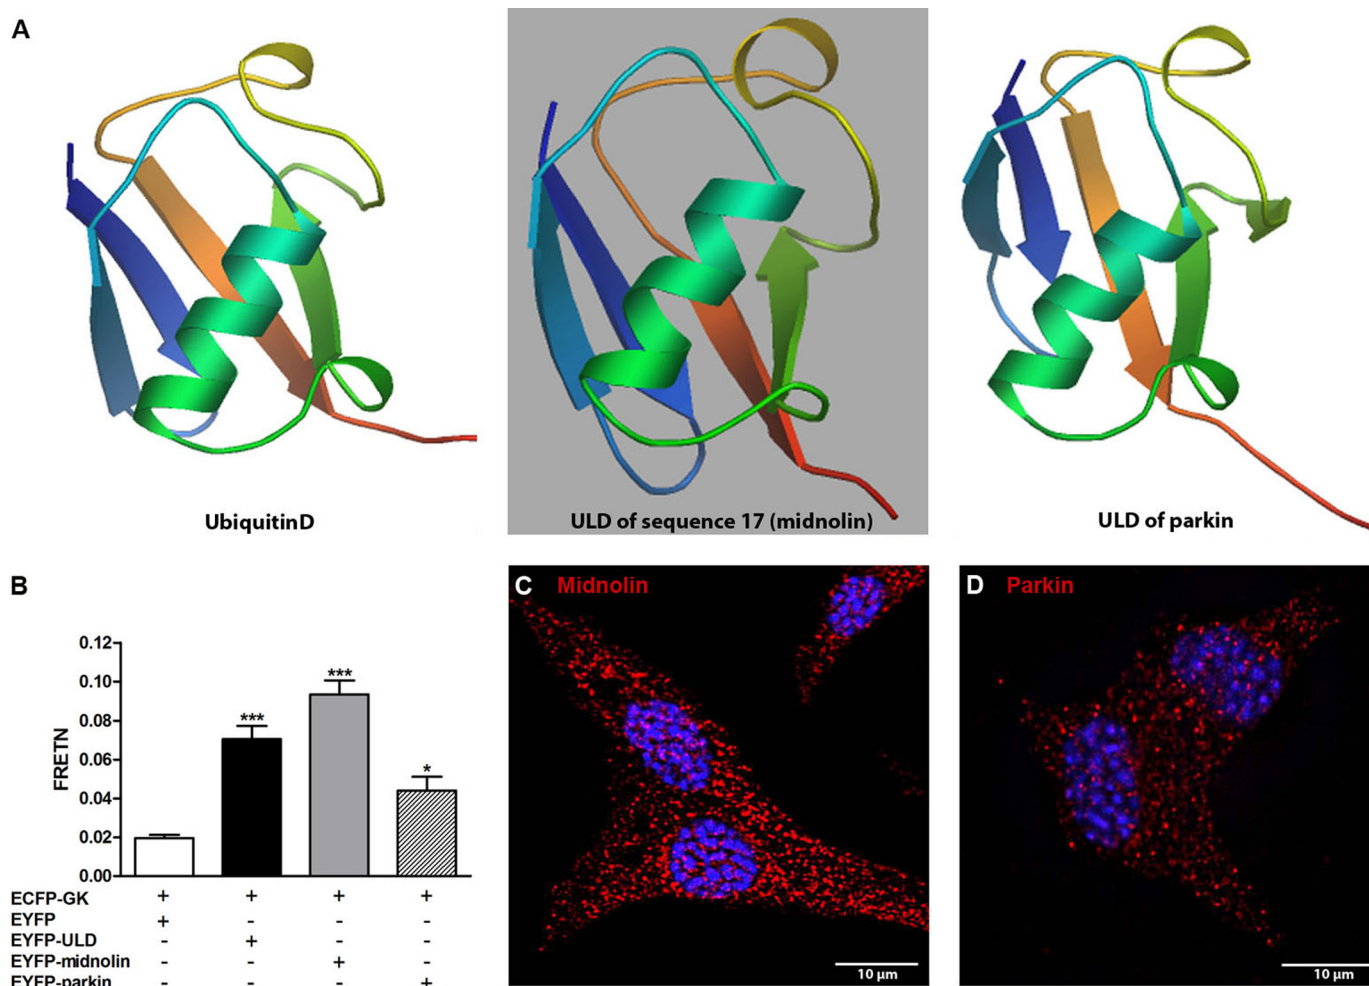 A
UbiquitinD
ULD of sequence 17 (midnolin)
ULD of parkin
B
FRETN
0.12
0.10
0.08
0.06
0.04
0.02
0.00
***
***
*
ECFP-GK + + + +
EYFP + - - -
EYFP-ULD - + - -
EYFP-midnolin - - + -
EYFP-parkin - - - +
C Midnolin
10 µm
D Parkin
10 µm